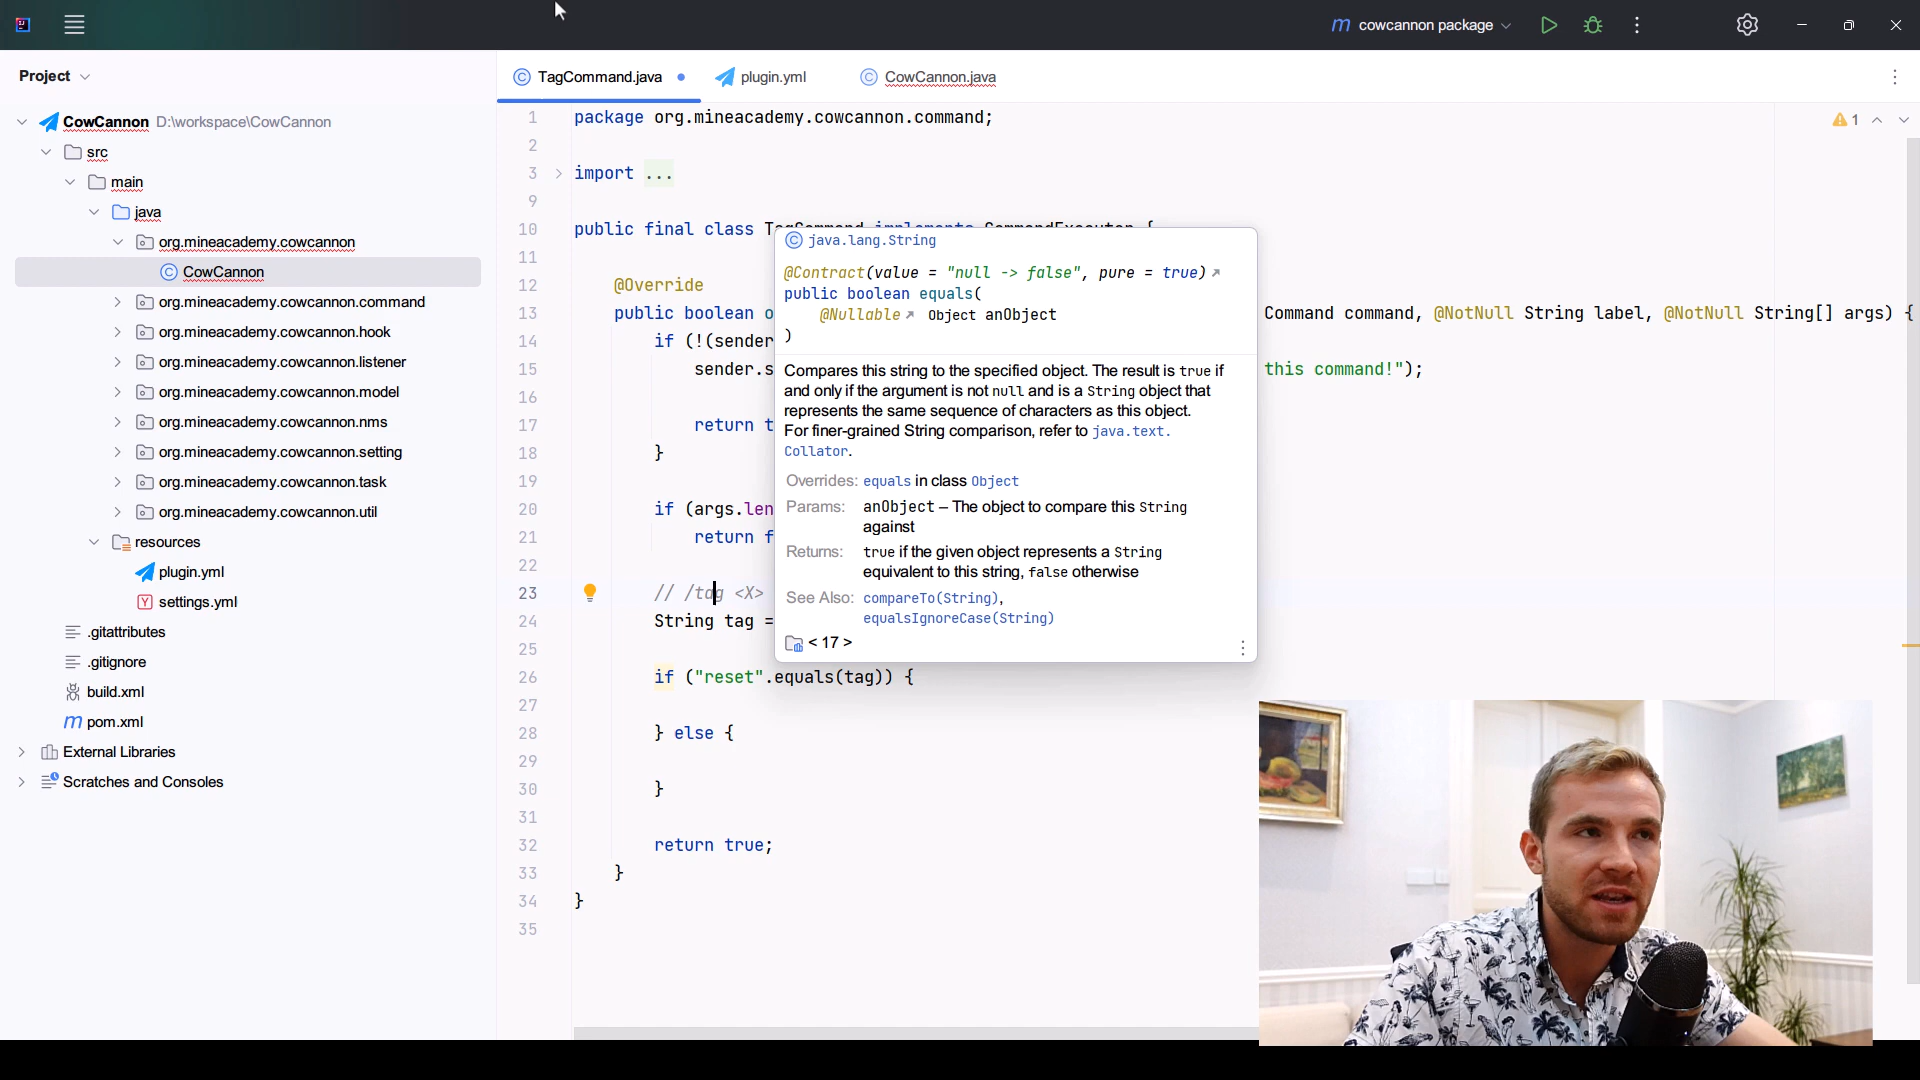 cowcannon package
Project
TagCommand.java
plugin.yml
CowCannon.java
CowCannon D:\workspace\CowCannon
src
main
java
org.mineacademy.cowcannon
CowCannon
org.mineacademy.cowcannon.command
org.mineacademy.cowcannon.hook
org.mineacademy.cowcannon.listener
org.mineacademy.cowcannon.model
org.mineacademy.cowcannon.nms
org.mineacademy.cowcannon.setting
org.mineacademy.cowcannon.task
org.mineacademy.cowcannon.util
resources
plugin.yml
settings.yml
.gitattributes
.gitignore
build.xml
pom.xml
External Libraries
Scratches and Consoles
1
1 package org.mineacademy.cowcannon.command;
2
3 import ...
9
10 public final class TagCommand implements CommandExecutor {
11
12 @Override
13 public boolean o Command command, @NotNull String label, @NotNull String[] args) {
14 if (!(sender
15 sender.s this command!");
16
17 return t
18 }
19
20 if (args.len
21 return f
22
23 // /tag <X>
24 String tag =
25
26 if ("reset".equals(tag)) {
27
28 } else {
29
30 }
31
32 return true;
33 }
34 }
35
java.lang.String
@Contract(value = "null -> false", pure = true)
public boolean equals(
@Nullable Object anObject
)
Compares this string to the specified object. The result is true if
and only if the argument is not null and is a String object that
represents the same sequence of characters as this object.
For finer-grained String comparison, refer to java.text.
Collator.
Overrides: equals in class Object
Params: anObject – The object to compare this String
against
Returns: true if the given object represents a String
equivalent to this string, false otherwise
See Also: compareTo(String),
equalsIgnoreCase(String)
< 17 >